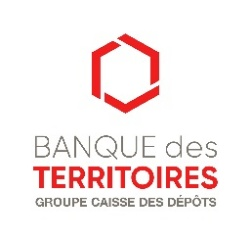 BANQUE des
TERRITOIRES
GROUPE CAISSE DES DÉPÔTS